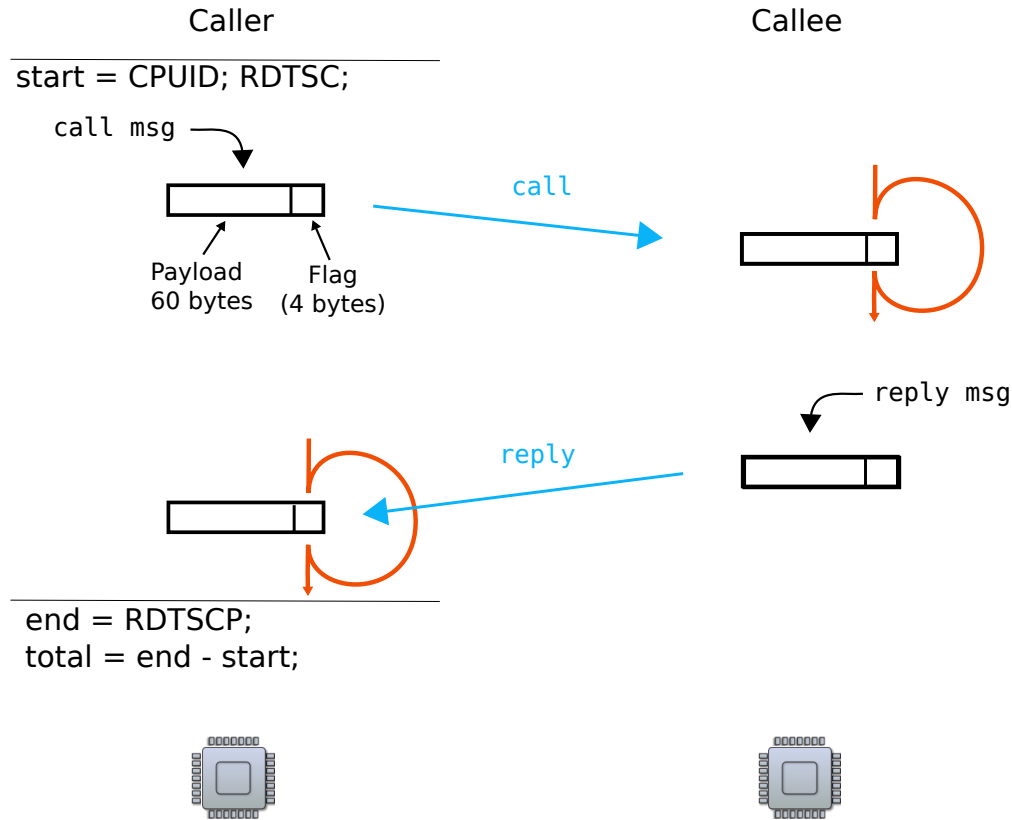 Caller
Callee
start = CPUID; RDTSC;
call msg
call
Payload
60 bytes
Flag
(4 bytes)
reply msg
reply
end = RDTSCP;
total = end - start;